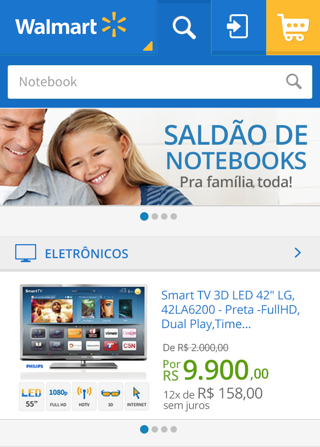 Walmart
Notebook
SALDÃO DE
NOTEBOOKS
Pra família, toda!
ELETRÔNICOS
SmartTV
Smart TV 3D LED 42" LG,
42LA6200 - Preta -FullHD,
Dual Play,Time...
De R$ 2.000,00
Por
R$ 9.900,00
12x de R$ 158,00
sem juros
PHILIPS
LED 1080p
55" FULL HD HDTV 3D INTERNET